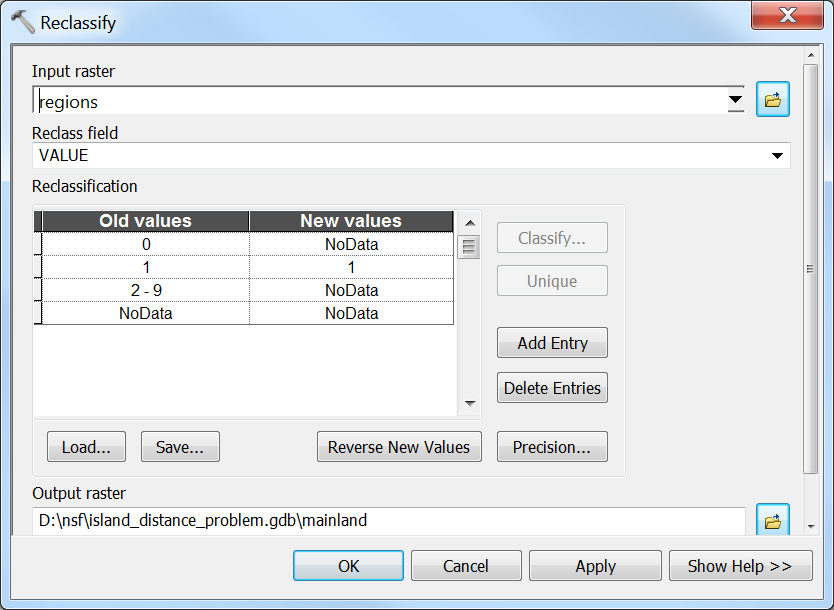 Reclassify
Input raster
regions
Reclass field
VALUE
Reclassification
Old values New values
0 NoData
1 1
2 - 9 NoData
NoData NoData
Classify...
Unique
Add Entry
Delete Entries
Load... Save... Reverse New Values Precision...
Output raster
D:\nsf\island_distance_problem.gdb\mainland
OK Cancel Apply Show Help >>